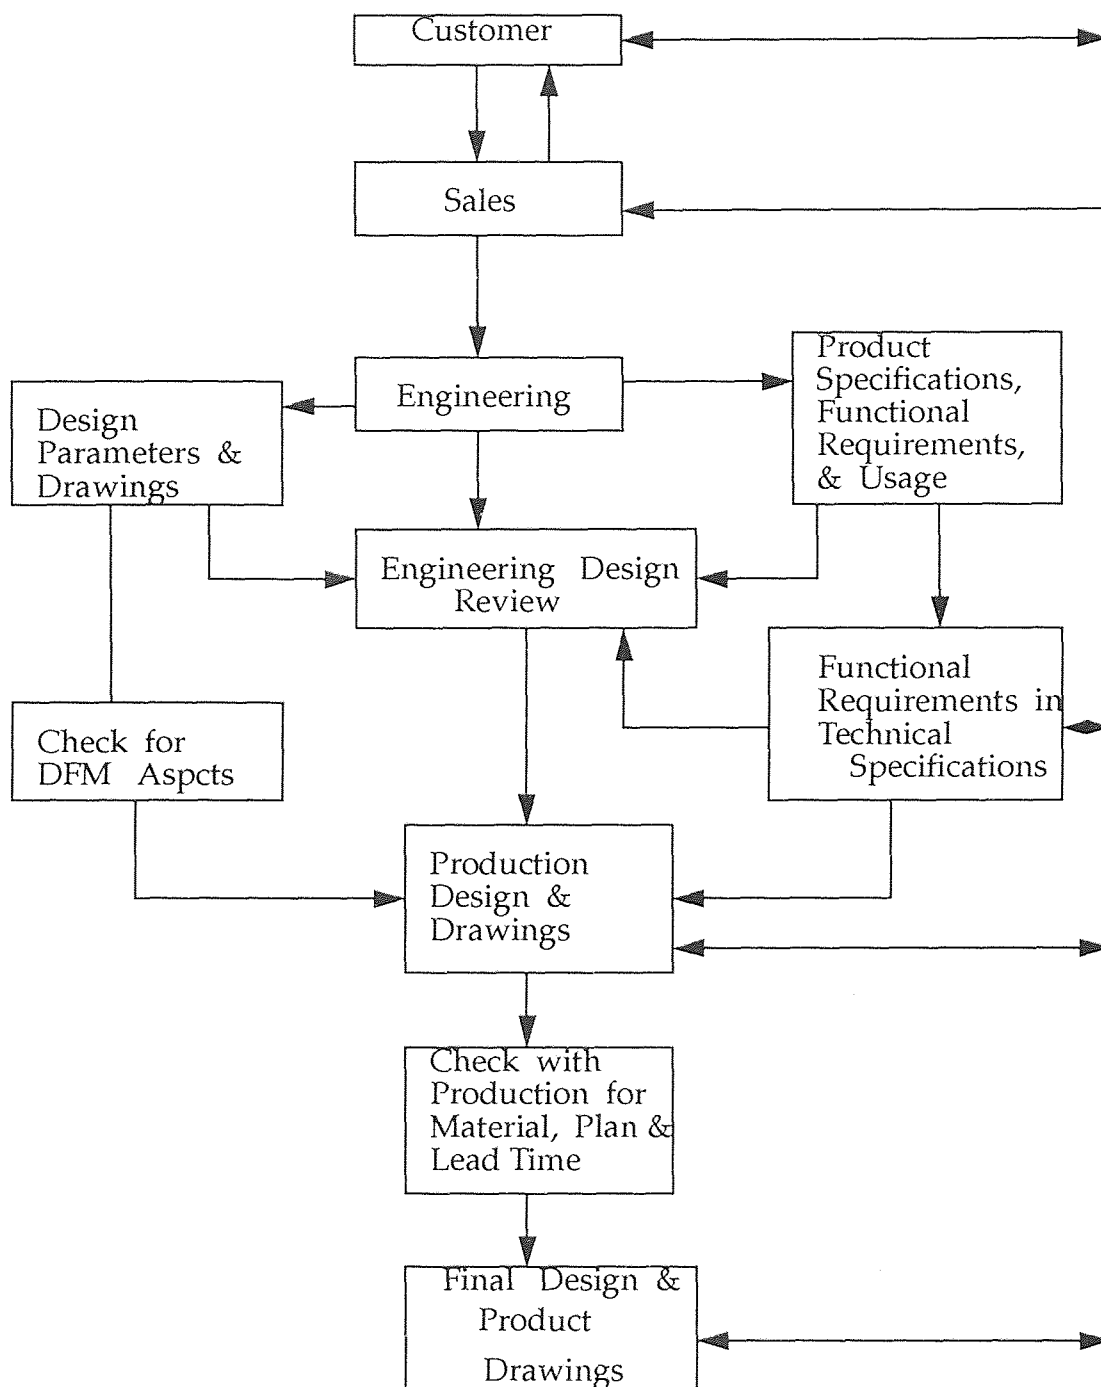 Customer
Sales
Engineering
Product
Specifications,
Functional
Requirements,
& Usage
Design
Parameters &
Drawings
Engineering Design
Review
Functional
Requirements in
Technical
Specifications
Check for
DFM Aspcts
Production
Design &
Drawings
Check with
Production for
Material, Plan &
Lead Time
Final Design &
Product
Drawings